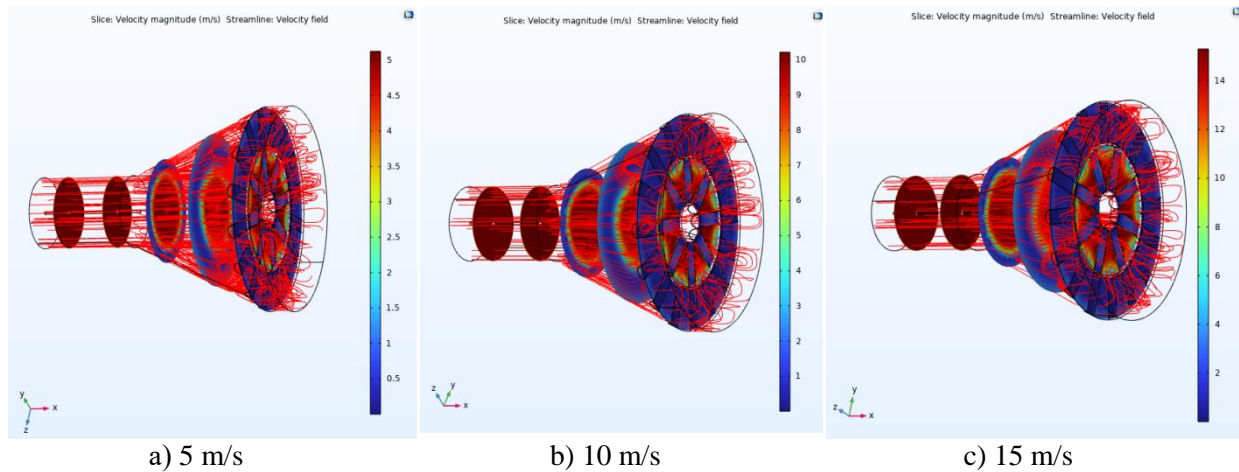 Slice: Velocity magnitude (m/s) Streamline: Velocity field
5
4.5
4
3.5
3
2.5
2
1.5
1
0.5
y
x
z
a) 5 m/s
Slice: Velocity magnitude (m/s) Streamline: Velocity field
10
9
8
7
6
5
4
3
2
1
z
y
x
b) 10 m/s
Slice: Velocity magnitude (m/s) Streamline: Velocity field
14
12
10
8
6
4
2
y
z
x
c) 15 m/s